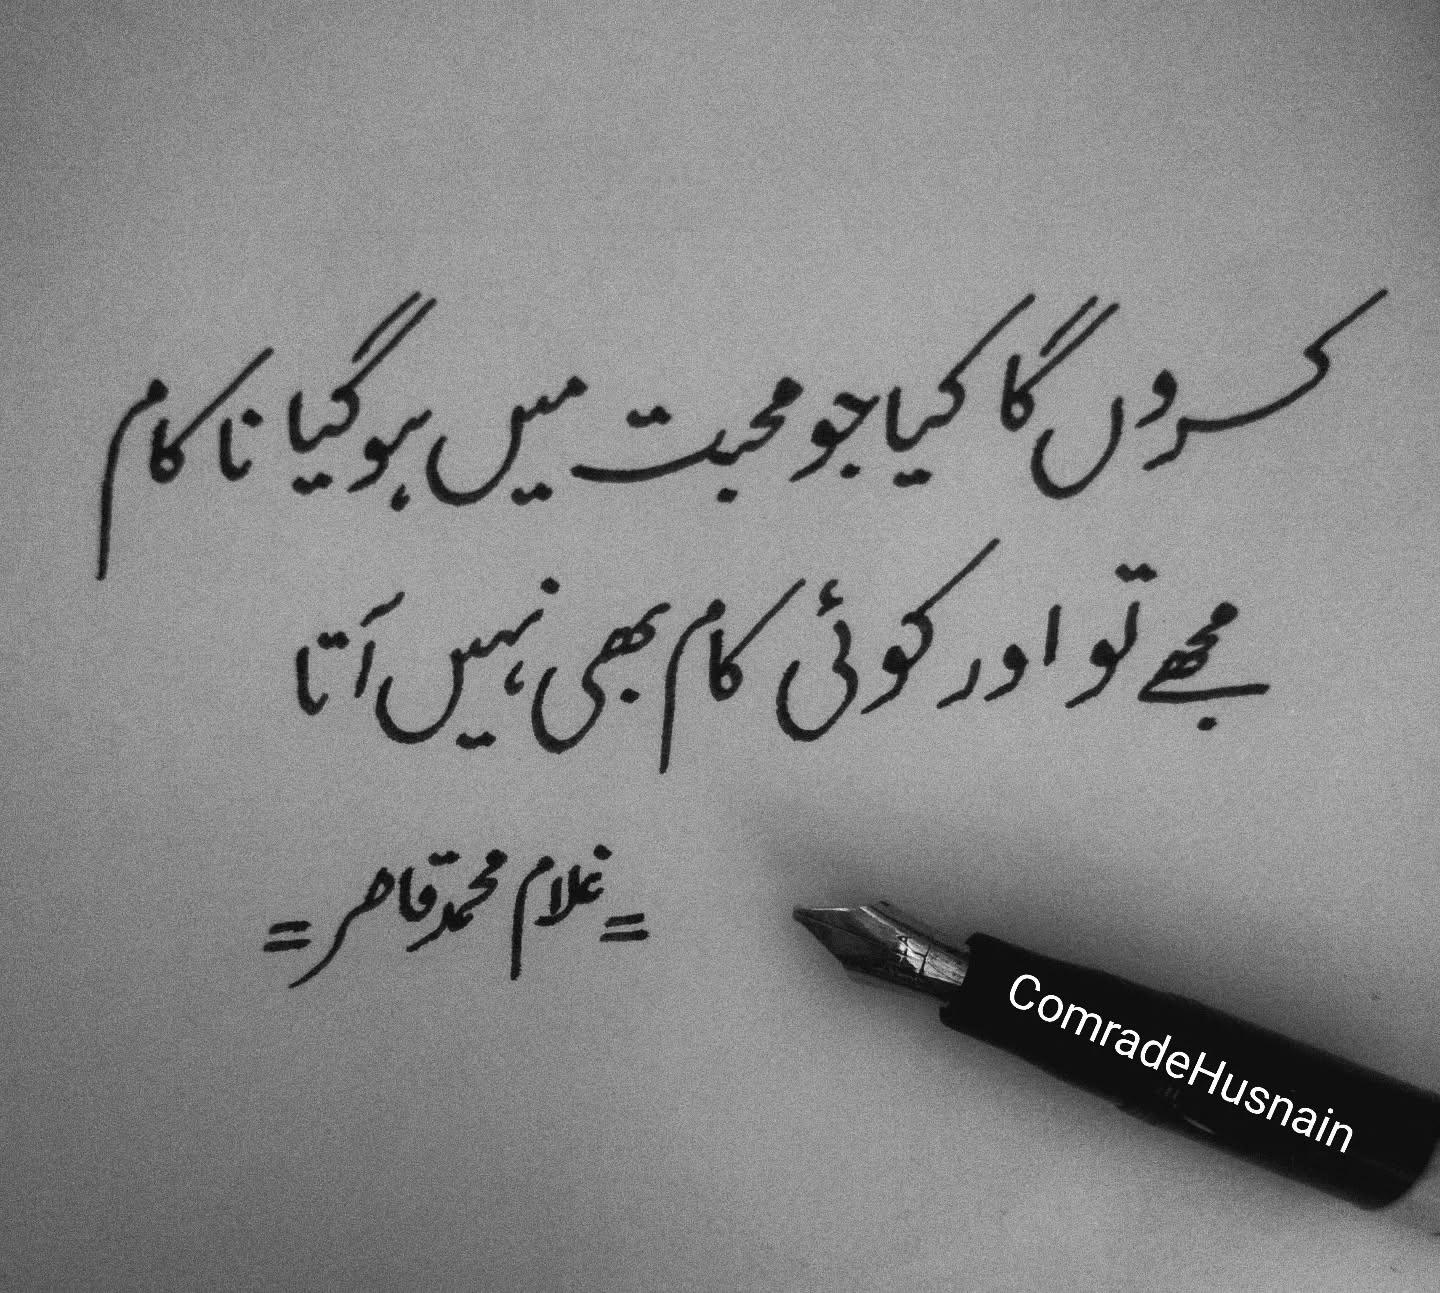 کروں گا کیا جو محبت میں ہو گیا ناکام
مجھے تو اور کوئی کام بھی نہیں آتا
= غلام محمد قاصر =
ComradeHusnain